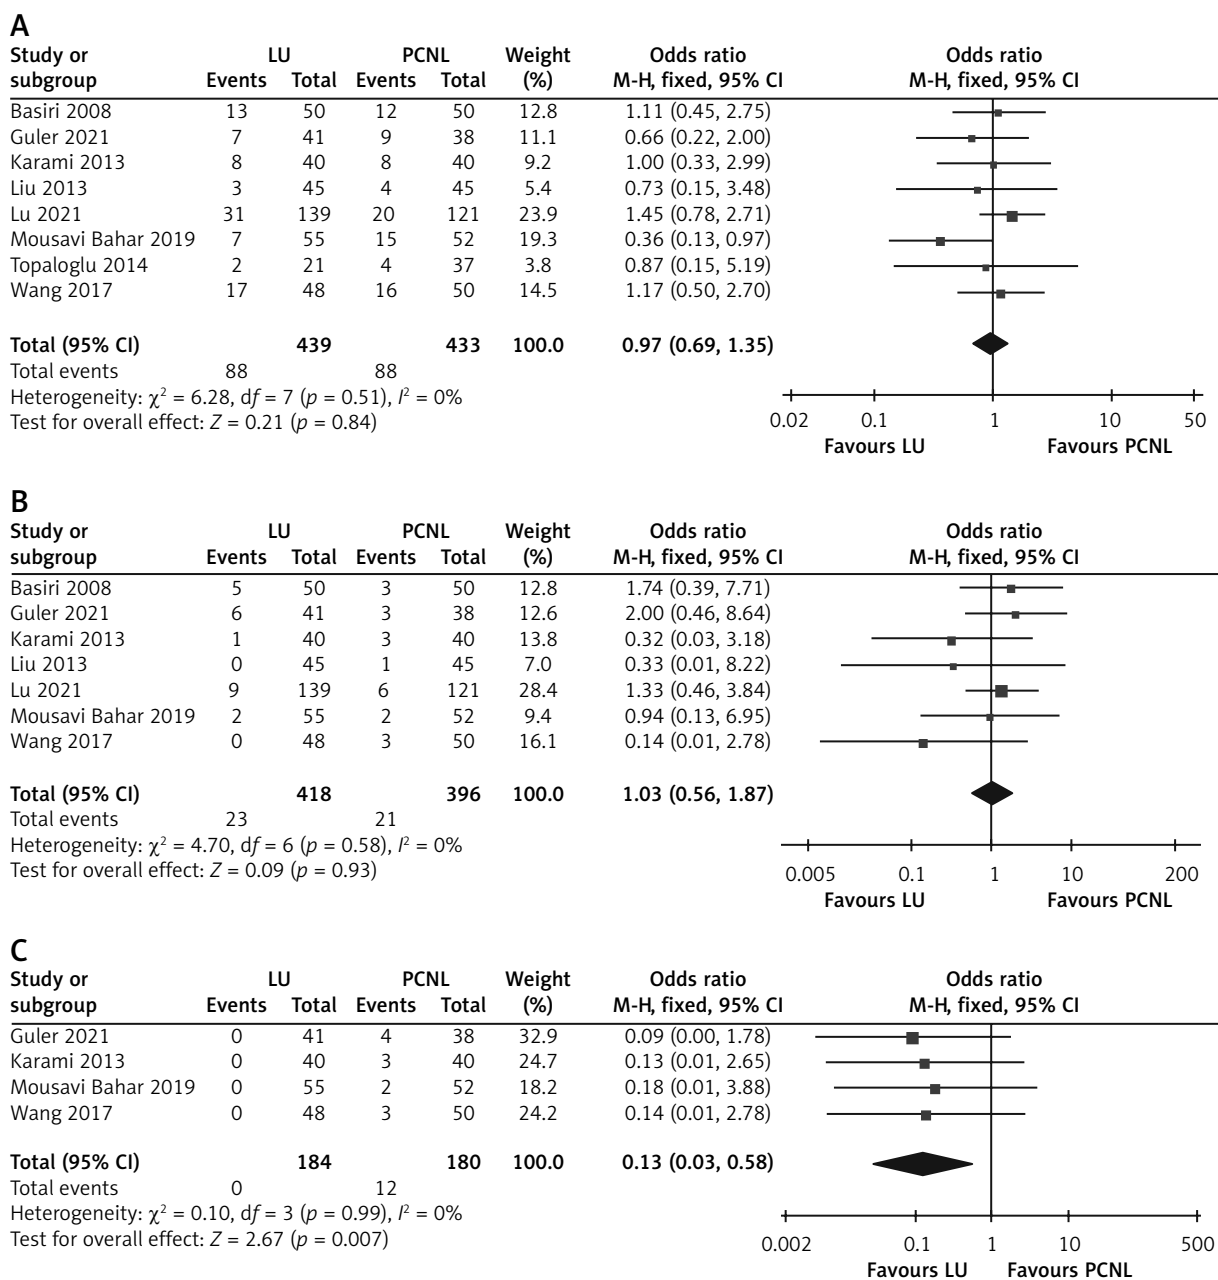 A
Study or LU PCNL Weight Odds ratio Odds ratio
subgroup Events Total Events Total (%) M-H, fixed, 95% CI M-H, fixed, 95% CI
Basiri 2008 13 50 12 50 12.8 1.11 (0.45, 2.75)
Guler 2021 7 41 9 38 11.1 0.66 (0.22, 2.00)
Karami 2013 8 40 8 40 9.2 1.00 (0.33, 2.99)
Liu 2013 3 45 4 45 5.4 0.73 (0.15, 3.48)
Lu 2021 31 139 20 121 23.9 1.45 (0.78, 2.71)
Mousavi Bahar 2019 7 55 15 52 19.3 0.36 (0.13, 0.97)
Topaloglu 2014 2 21 4 37 3.8 0.87 (0.15, 5.19)
Wang 2017 17 48 16 50 14.5 1.17 (0.50, 2.70)
Total (95% CI) 439 433 100.0 0.97 (0.69, 1.35)
Total events 88 88
Heterogeneity: χ² = 6.28, df = 7 (p = 0.51), I² = 0%
Test for overall effect: Z = 0.21 (p = 0.84)
0.02 0.1 1 10 50
Favours LU Favours PCNL
B
Study or LU PCNL Weight Odds ratio Odds ratio
subgroup Events Total Events Total (%) M-H, fixed, 95% CI M-H, fixed, 95% CI
Basiri 2008 5 50 3 50 12.8 1.74 (0.39, 7.71)
Guler 2021 6 41 3 38 12.6 2.00 (0.46, 8.64)
Karami 2013 1 40 3 40 13.8 0.32 (0.03, 3.18)
Liu 2013 0 45 1 45 7.0 0.33 (0.01, 8.22)
Lu 2021 9 139 6 121 28.4 1.33 (0.46, 3.84)
Mousavi Bahar 2019 2 55 2 52 9.4 0.94 (0.13, 6.95)
Wang 2017 0 48 3 50 16.1 0.14 (0.01, 2.78)
Total (95% CI) 418 396 100.0 1.03 (0.56, 1.87)
Total events 23 21
Heterogeneity: χ² = 4.70, df = 6 (p = 0.58), I² = 0%
Test for overall effect: Z = 0.09 (p = 0.93)
0.005 0.1 1 10 200
Favours LU Favours PCNL
C
Study or LU PCNL Weight Odds ratio Odds ratio
subgroup Events Total Events Total (%) M-H, fixed, 95% CI M-H, fixed, 95% CI
Guler 2021 0 41 4 38 32.9 0.09 (0.00, 1.78)
Karami 2013 0 40 3 40 24.7 0.13 (0.01, 2.65)
Mousavi Bahar 2019 0 55 2 52 18.2 0.18 (0.01, 3.88)
Wang 2017 0 48 3 50 24.2 0.14 (0.01, 2.78)
Total (95% CI) 184 180 100.0 0.13 (0.03, 0.58)
Total events 0 12
Heterogeneity: χ² = 0.10, df = 3 (p = 0.99), I² = 0%
Test for overall effect: Z = 2.67 (p = 0.007)
0.002 0.1 1 10 500
Favours LU Favours PCNL